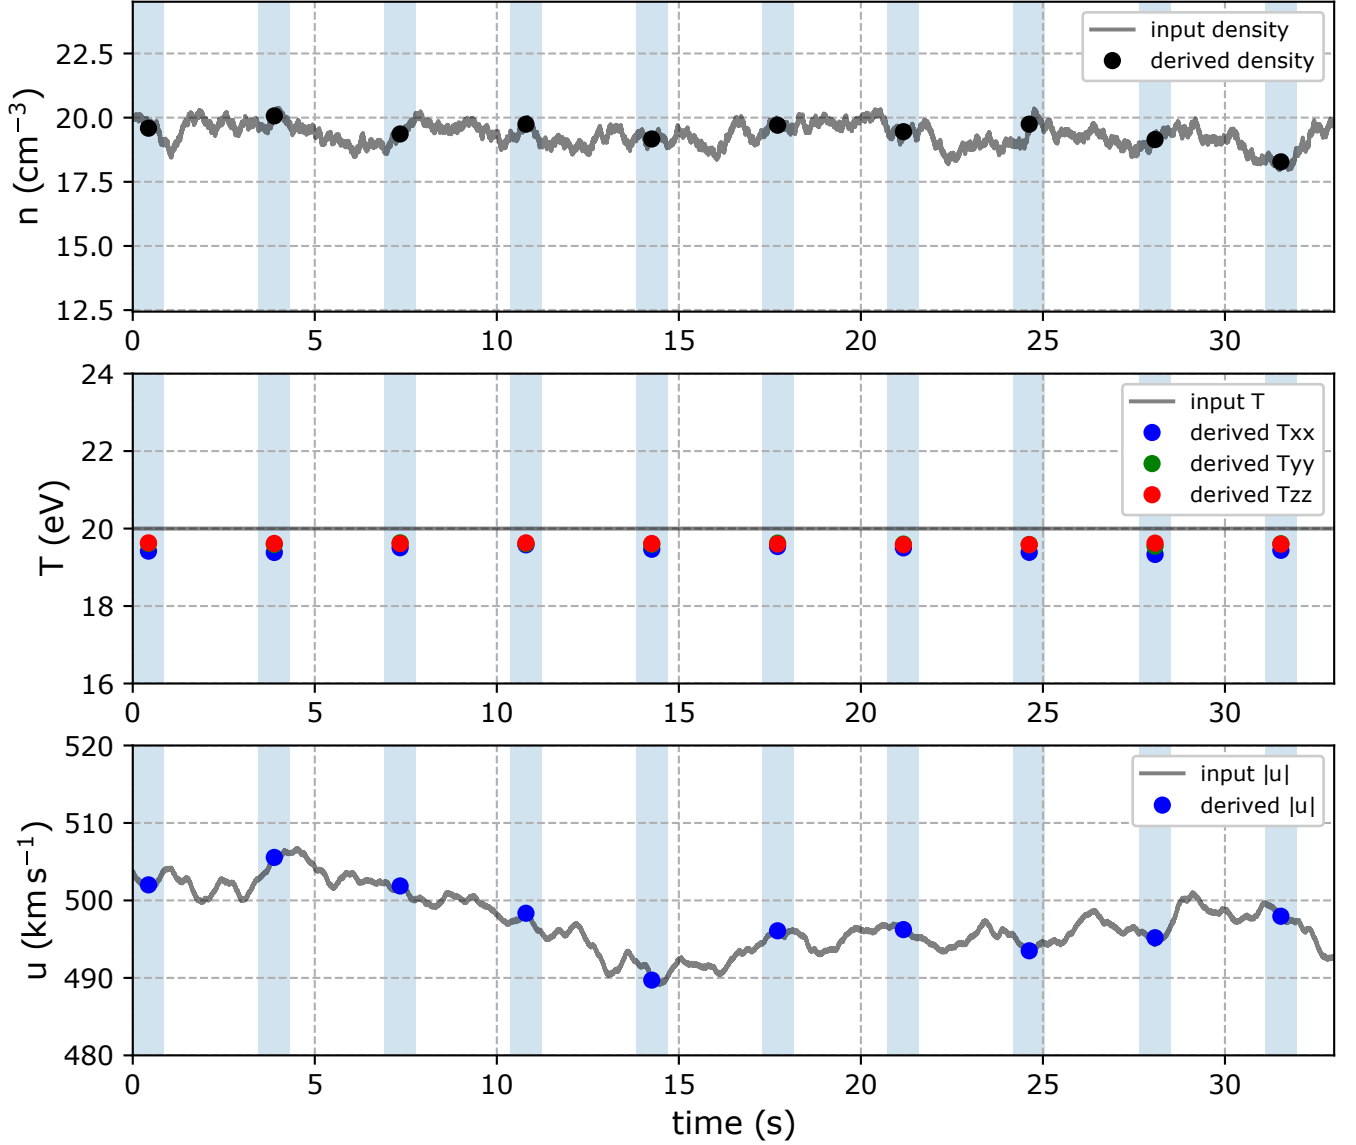 22.5
20.0
17.5
15.0
12.5
n (cm⁻³)
input density
derived density
0 5 10 15 20 25 30
24
22
20
18
16
T (eV)
input T
derived Txx
derived Tyy
derived Tzz
0 5 10 15 20 25 30
520
510
500
490
480
u (km s⁻¹)
input |u|
derived |u|
0 5 10 15 20 25 30
time (s)